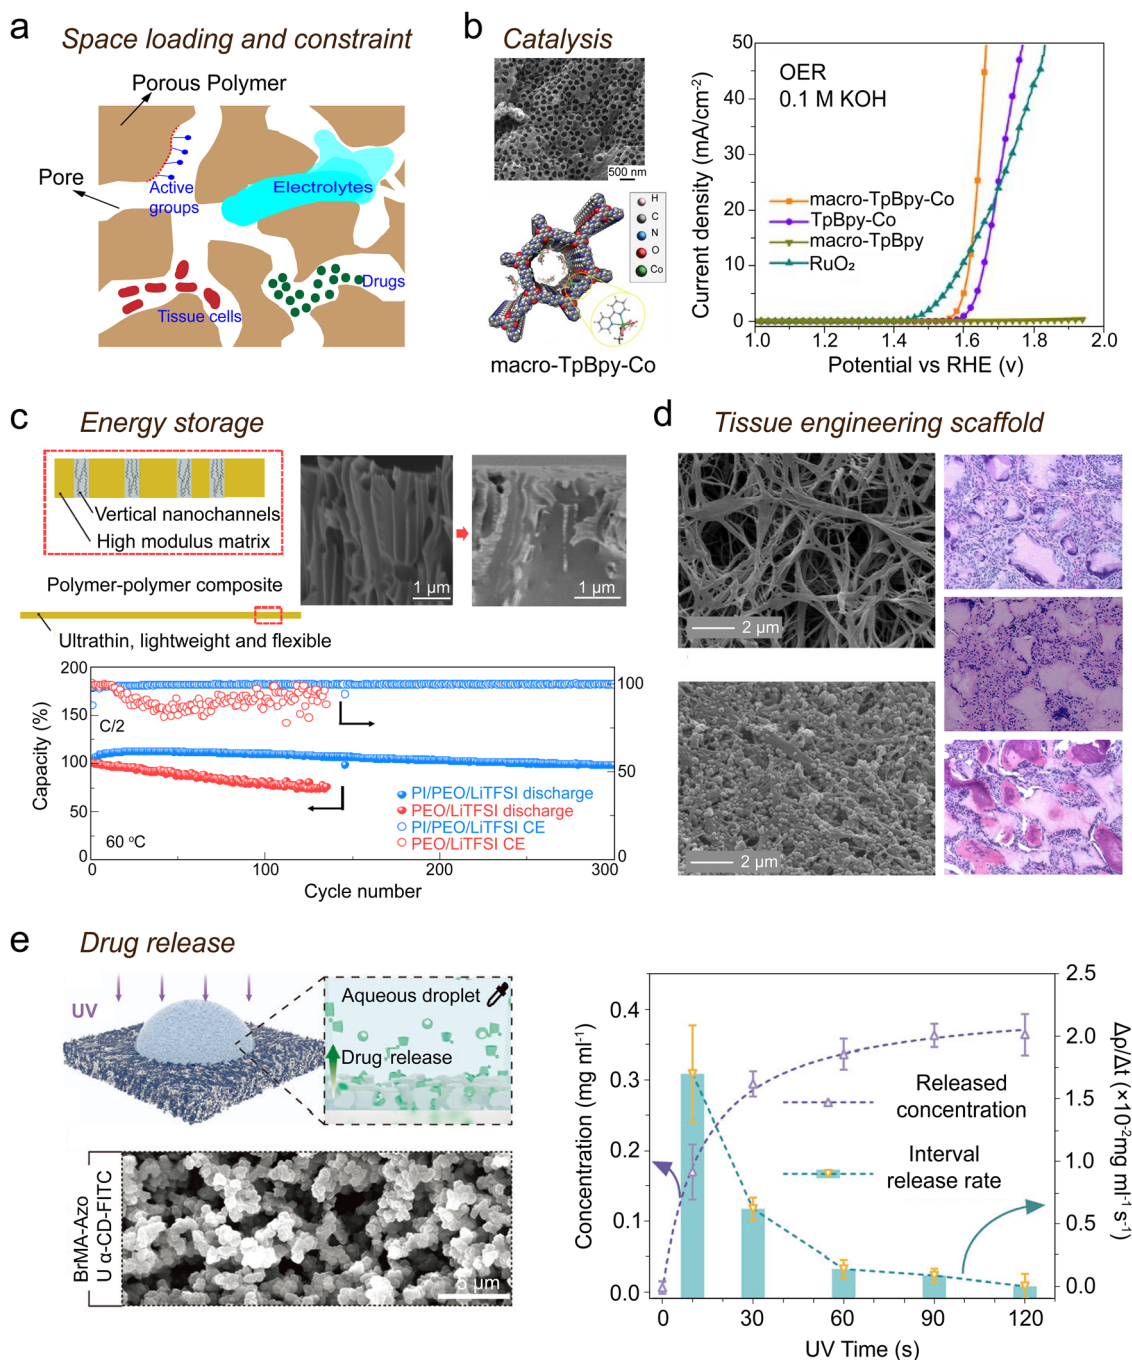 a
Space loading and constraint
Porous Polymer
Pore
Active
groups
Electrolytes
Tissue cells
Drugs
b
Catalysis
500 nm
H
C
N
O
Co
macro-TpBpy-Co
Current density (mA/cm-²)
50
40
30
20
10
0
OER
0.1 M KOH
macro-TpBpy-Co
TpBpy-Co
macro-TpBpy
RuO₂
1.0
1.2
1.4
1.6
1.8
2.0
Potential vs RHE (v)
c
Energy storage
Vertical nanochannels
High modulus matrix
Polymer-polymer composite
Ultrathin, lightweight and flexible
1 µm
1 µm
Capacity (%)
200
150
100
50
0
C/2
60 °C
PI/PEO/LiTFSI discharge
PEO/LiTFSI discharge
PI/PEO/LiTFSI CE
PEO/LiTFSI CE
100
50
0
0
100
200
300
Cycle number
d
Tissue engineering scaffold
2 µm
2 µm
e
Drug release
UV
Aqueous droplet
Drug release
BrMA-Azo
U α-CD-FITC
5 µm
Concentration (mg ml⁻¹)
0.4
0.3
0.2
0.1
0.0
Released
concentration
Interval
release rate
2.5
2.0
1.5
1.0
0.5
0.0
Δρ/Δt (×10⁻²mg ml⁻¹ s⁻¹)
0
30
60
90
120
UV Time (s)